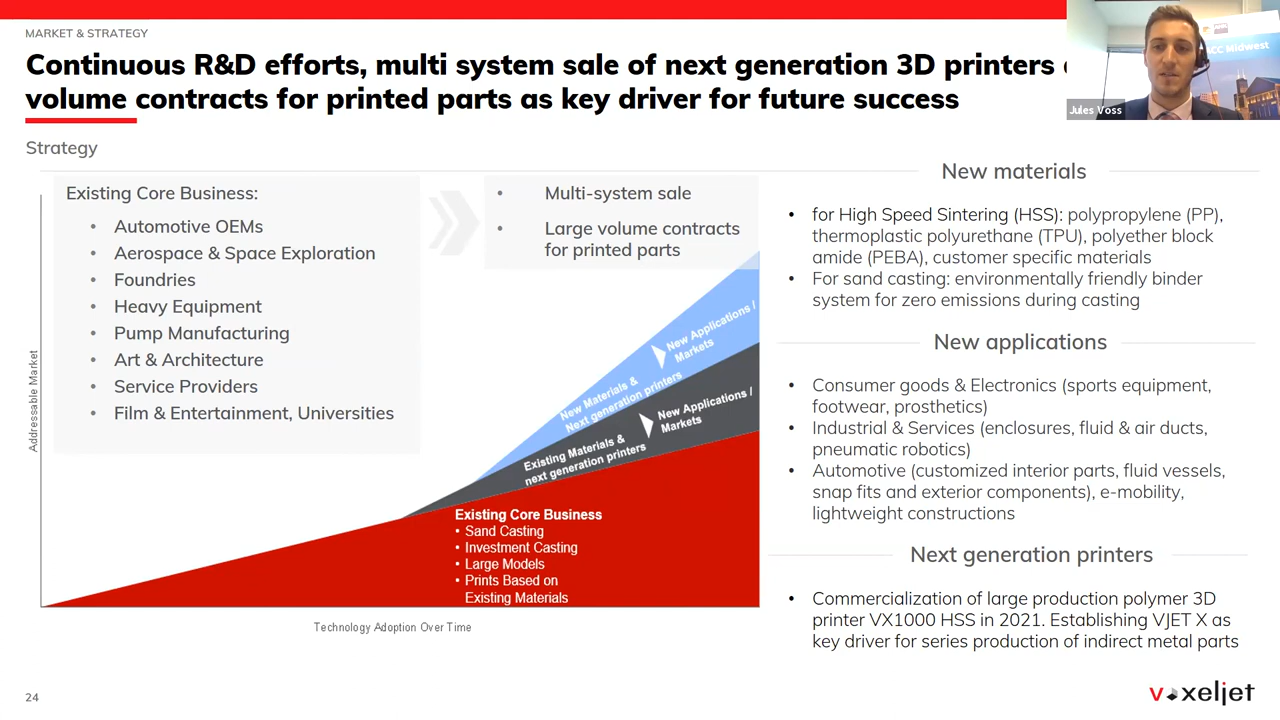 MARKET & STRATEGY
Continuous R&D efforts, multi system sale of next generation 3D printers
volume contracts for printed parts as key driver for future success
ACC Midwest
Jules Voss
Strategy
Existing Core Business:
• Automotive OEMs
• Aerospace & Space Exploration
• Foundries
• Heavy Equipment
• Pump Manufacturing
• Art & Architecture
• Service Providers
• Film & Entertainment, Universities
• Multi-system sale
• Large volume contracts
for printed parts
Addressable Market
New Materials &
Next generation printers
New Applications /
Markets
Existing Materials &
next generation printers
New Applications /
Markets
Existing Core Business
• Sand Casting
• Investment Casting
• Large Models
• Prints Based on
Existing Materials
Technology Adoption Over Time
New materials
• for High Speed Sintering (HSS): polypropylene (PP),
thermoplastic polyurethane (TPU), polyether block
amide (PEBA), customer specific materials
• For sand casting: environmentally friendly binder
system for zero emissions during casting
New applications
• Consumer goods & Electronics (sports equipment,
footwear, prosthetics)
• Industrial & Services (enclosures, fluid & air ducts,
pneumatic robotics)
• Automotive (customized interior parts, fluid vessels,
snap fits and exterior components), e-mobility,
lightweight constructions
Next generation printers
• Commercialization of large production polymer 3D
printer VX1000 HSS in 2021. Establishing VJET X as
key driver for series production of indirect metal parts
24
voxeljet